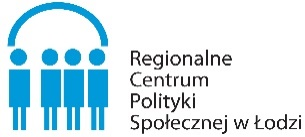 Regionalne
Centrum
Polityki
Społecznej w Łodzi